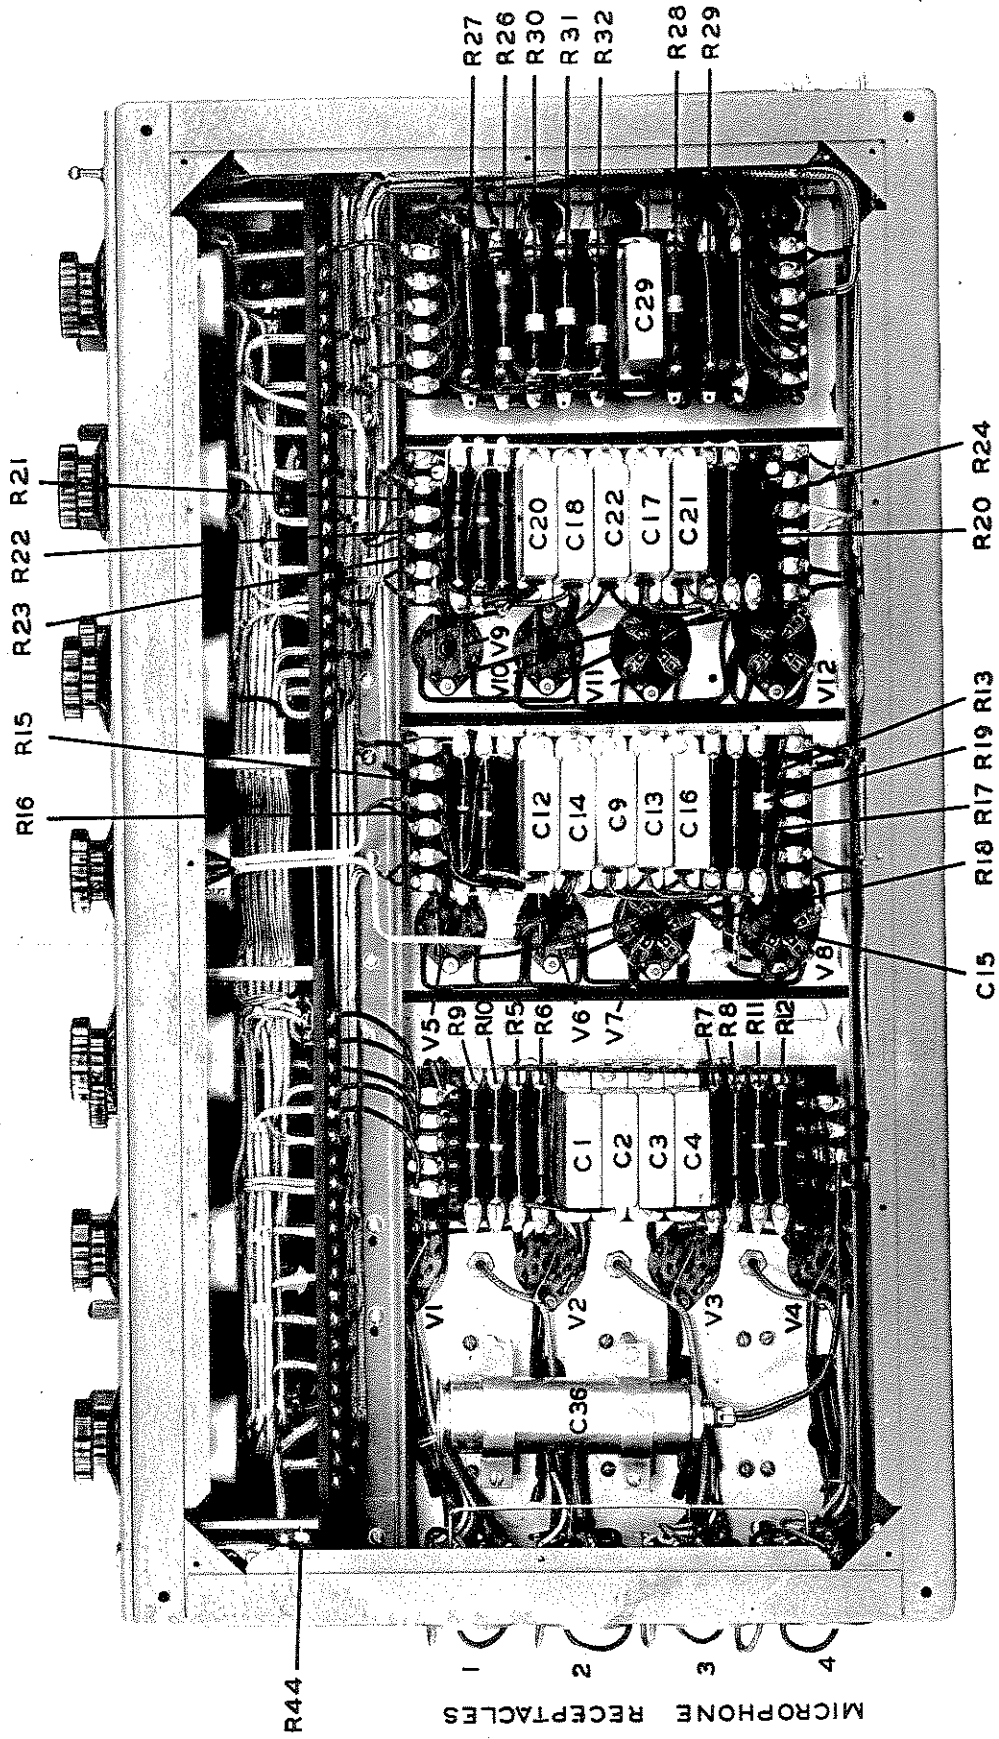 R27
R26
R30
R31
R32
R28
R29
C29
R21
R22
R23
C20
C18
C22
C17
C21
V9
V10
V11
V12
R24
R20
R15
R16
C12
C14
C9
C13
C16
R13
R19
R17
R18
V8
C15
V5
R9
R10
R5
R6
V6
V7
R7
R8
R11
R12
C1
C2
C3
C4
V1
V2
V3
V4
C36
R44
1
2
3
4
MICROPHONE RECEPTACLES